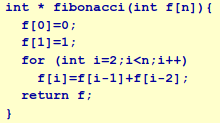 int * fibonacci(int f[n]){
f[0]=0;
f[1]=1;
for (int i=2;i<n;i++)
f[i]=f[i-1]+f[i-2];
return f;
}